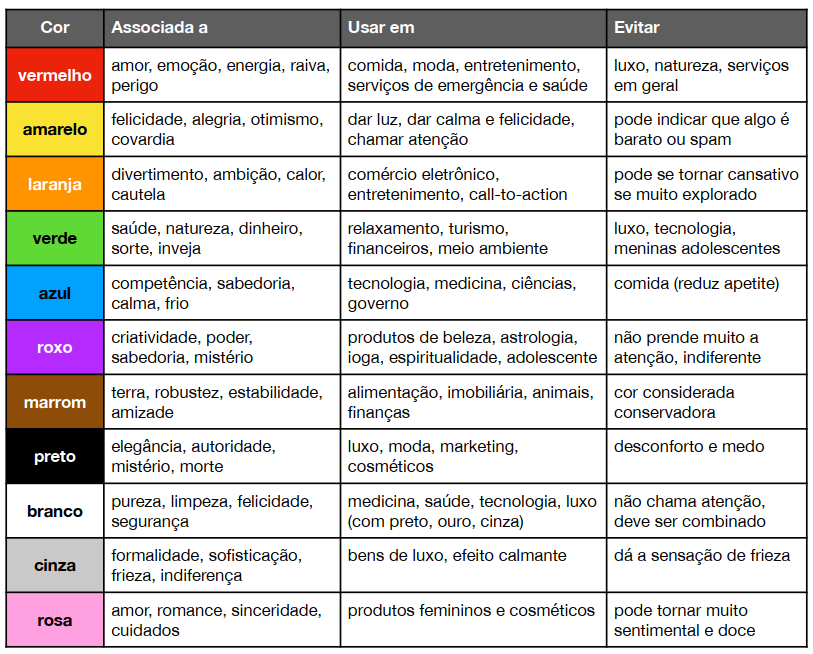 Cor Associada a Usar em Evitar
vermelho
amor, emoção, energia, raiva,
perigo
comida, moda, entretenimento,
serviços de emergência e saúde
luxo, natureza, serviços
em geral
amarelo
felicidade, alegria, otimismo,
covardia
dar luz, dar calma e felicidade,
chamar atenção
pode indicar que algo é
barato ou spam
laranja
divertimento, ambição, calor,
cautela
comércio eletrônico,
entretenimento, call-to-action
pode se tornar cansativo
se muito explorado
verde
saúde, natureza, dinheiro,
sorte, inveja
relaxamento, turismo,
financeiros, meio ambiente
luxo, tecnologia,
meninas adolescentes
azul
competência, sabedoria,
calma, frio
tecnologia, medicina, ciências,
governo
comida (reduz apetite)
roxo
criatividade, poder,
sabedoria, mistério
produtos de beleza, astrologia,
ioga, espiritualidade, adolescente
não prende muito a
atenção, indiferente
marrom
terra, robustez, estabilidade,
amizade
alimentação, imobiliária, animais,
finanças
cor considerada
conservadora
preto
elegância, autoridade,
mistério, morte
luxo, moda, marketing,
cosméticos
desconforto e medo
branco
pureza, limpeza, felicidade,
segurança
medicina, saúde, tecnologia, luxo
(com preto, ouro, cinza)
não chama atenção,
deve ser combinado
cinza
formalidade, sofisticação,
frieza, indiferença
bens de luxo, efeito calmante
dá a sensação de frieza
rosa
amor, romance, sinceridade,
cuidados
produtos femininos e cosméticos
pode tornar muito
sentimental e doce